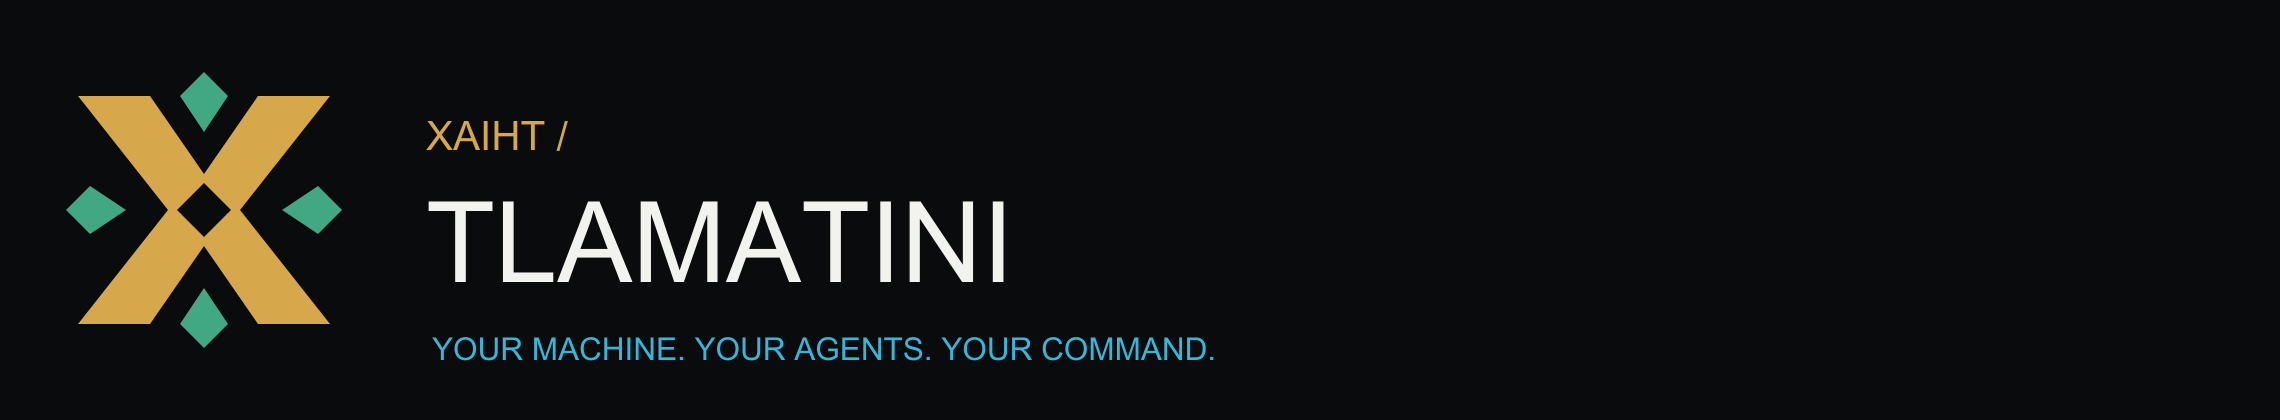 XAIHT /
TLAMATINI
YOUR MACHINE. YOUR AGENTS. YOUR COMMAND.